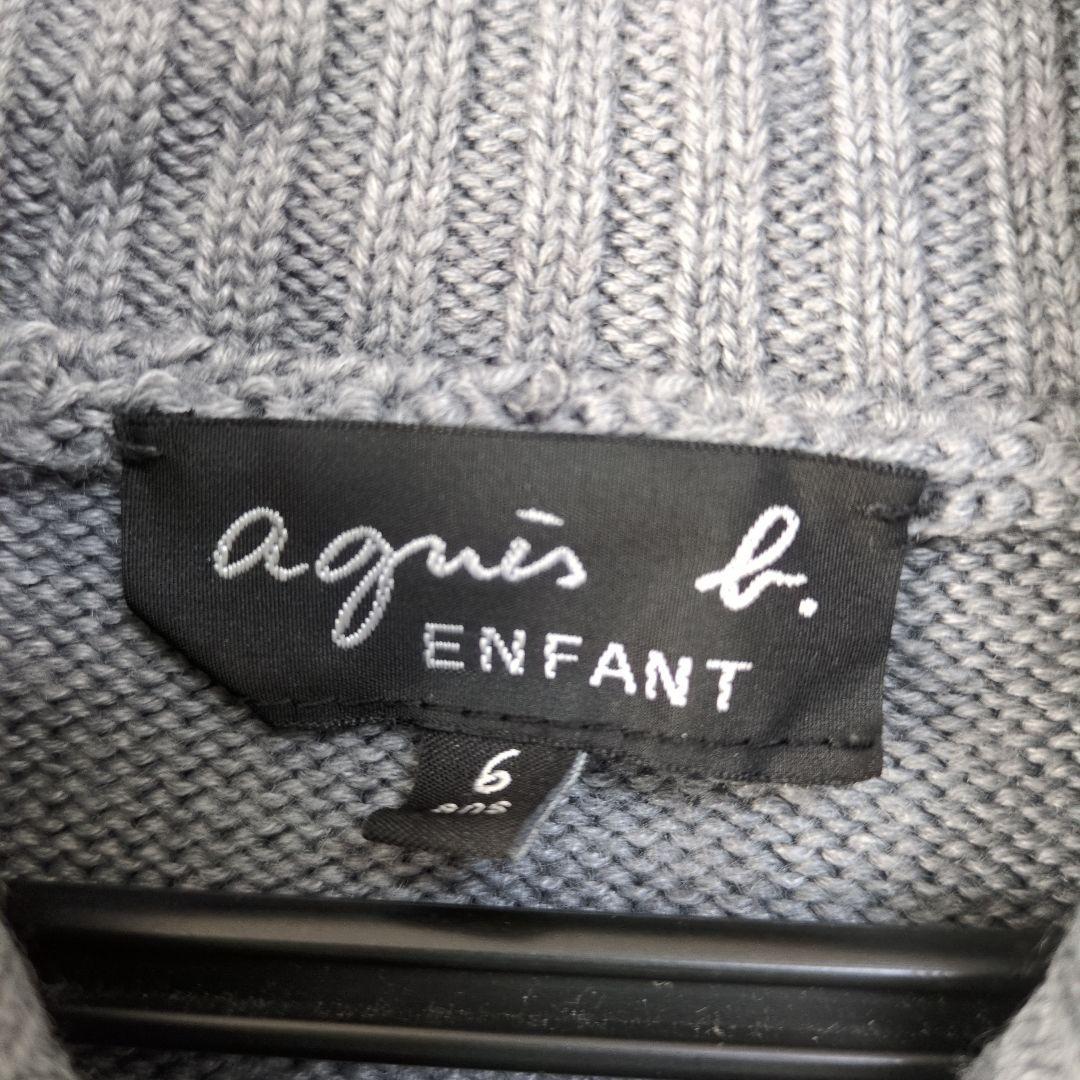 agnès b.
ENFANT
6
ans